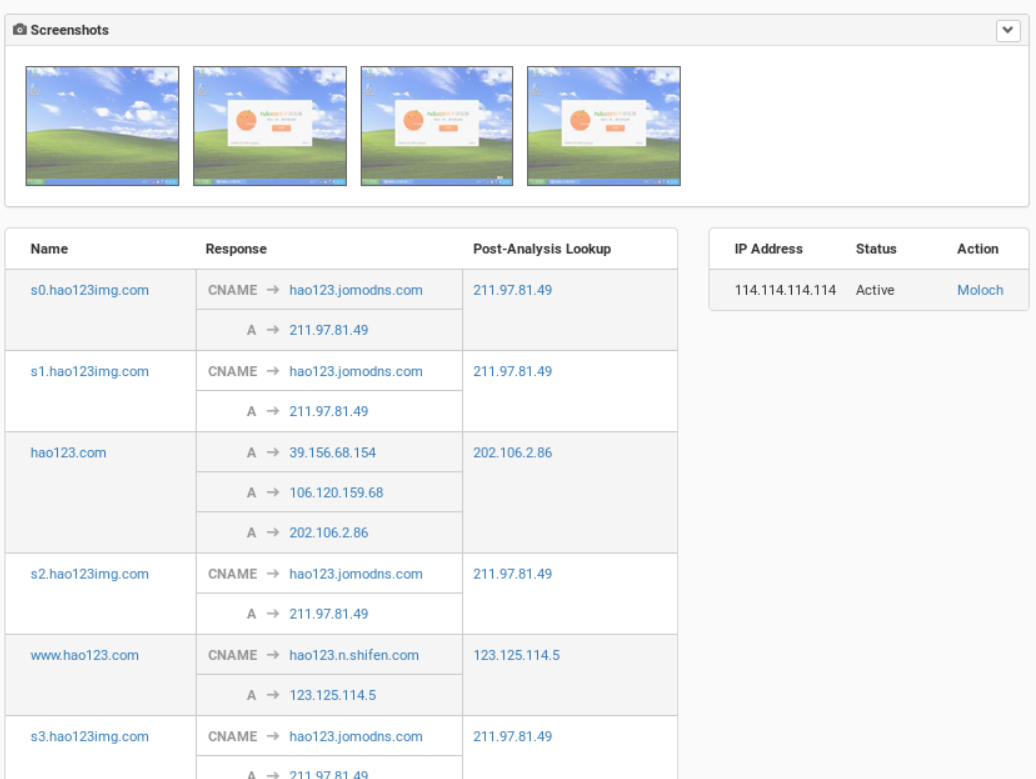 Screenshots
Name Response Post-Analysis Lookup
s0.hao123img.com CNAME → hao123.jomodns.com 211.97.81.49
A → 211.97.81.49
s1.hao123img.com CNAME → hao123.jomodns.com 211.97.81.49
A → 211.97.81.49
hao123.com A → 39.156.68.154 202.106.2.86
A → 106.120.159.68
A → 202.106.2.86
s2.hao123img.com CNAME → hao123.jomodns.com 211.97.81.49
A → 211.97.81.49
www.hao123.com CNAME → hao123.n.shifen.com 123.125.114.5
A → 123.125.114.5
s3.hao123img.com CNAME → hao123.jomodns.com 211.97.81.49
A → 211.97.81.49
IP Address Status Action
114.114.114.114 Active Moloch